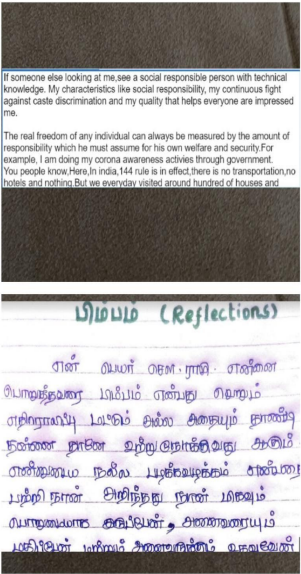 If someone else looking at me,see a social responsible person with technical
knowledge. My characteristics like social responsibility, my continuous fight
against caste discrimination and my quality that helps everyone are impressed
me.
The real freedom of any individual can always be measured by the amount of
responsibility which he must assume for his own welfare and security.For
example, I am doing my corona awareness activies through government.
You people know,Here,In india,144 rule is in effect,there is no transportation,no
hotels and nothing.But we everyday visited around hundred of houses and
பிம்பம் (Reflections)
என் பெயர் என்னை
பொறுத்தவரை பிம்பம் என்பது வெறும்
மட்டும் அல்ல அதையும் தாண்டி
தன்னை தானே உற்று நோக்குவது ஆகும்
என்னுடைய நல்ல பழக்கவழக்கம்
பற்றி நான் அறிந்தது நான் மிகவும்
பொறுமையாக இருப்பேன், அனைவரையும்
மதிப்பேன் மற்றும் அனைவருக்கும் உதவுவேன்